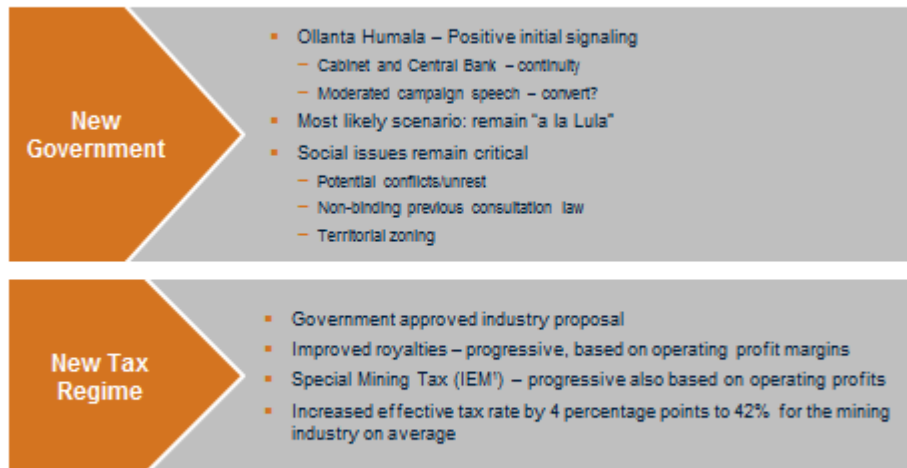 New
Government
▪ Ollanta Humala – Positive initial signaling
– Cabinet and Central Bank – continuity
– Moderated campaign speech – convert?
▪ Most likely scenario: remain "a la Lula"
▪ Social issues remain critical
– Potential conflicts/unrest
– Non-binding previous consultation law
– Territorial zoning
New Tax
Regime
▪ Government approved industry proposal
▪ Improved royalties – progressive, based on operating profit margins
▪ Special Mining Tax (IEM¹) – progressive also based on operating profits
▪ Increased effective tax rate by 4 percentage points to 42% for the mining
industry on average